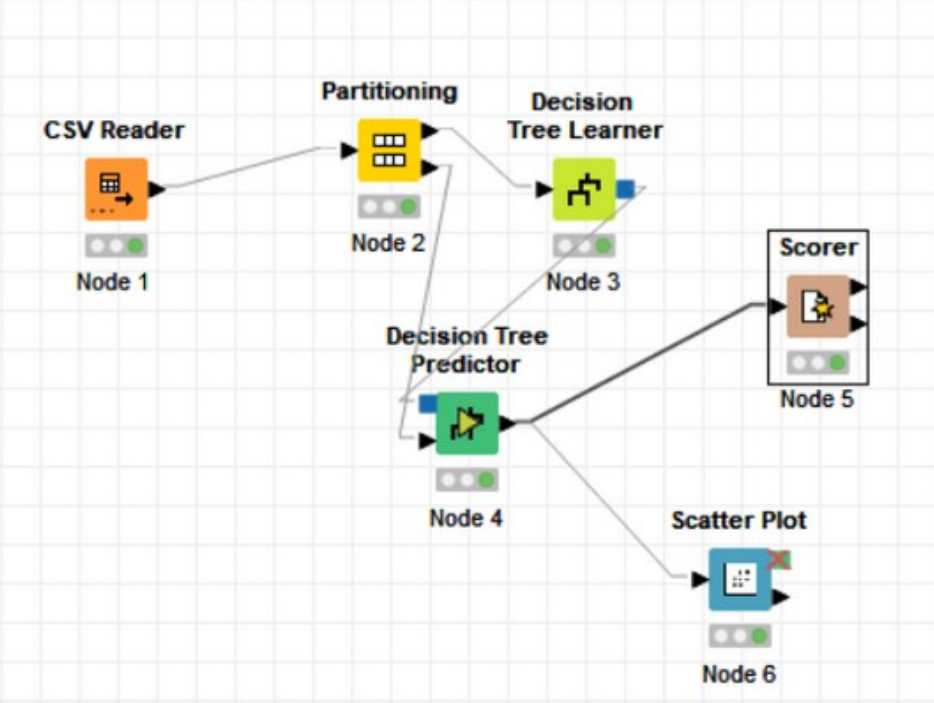 CSV Reader
Node 1
Partitioning
Node 2
Decision
Tree Learner
Node 3
Decision Tree
Predictor
Node 4
Scorer
Node 5
Scatter Plot
Node 6